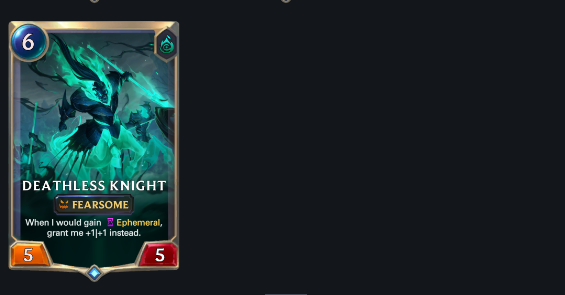 6
DEATHLESS KNIGHT
FEARSOME
When I would gain Ephemeral,
grant me +1|+1 instead.
5 5